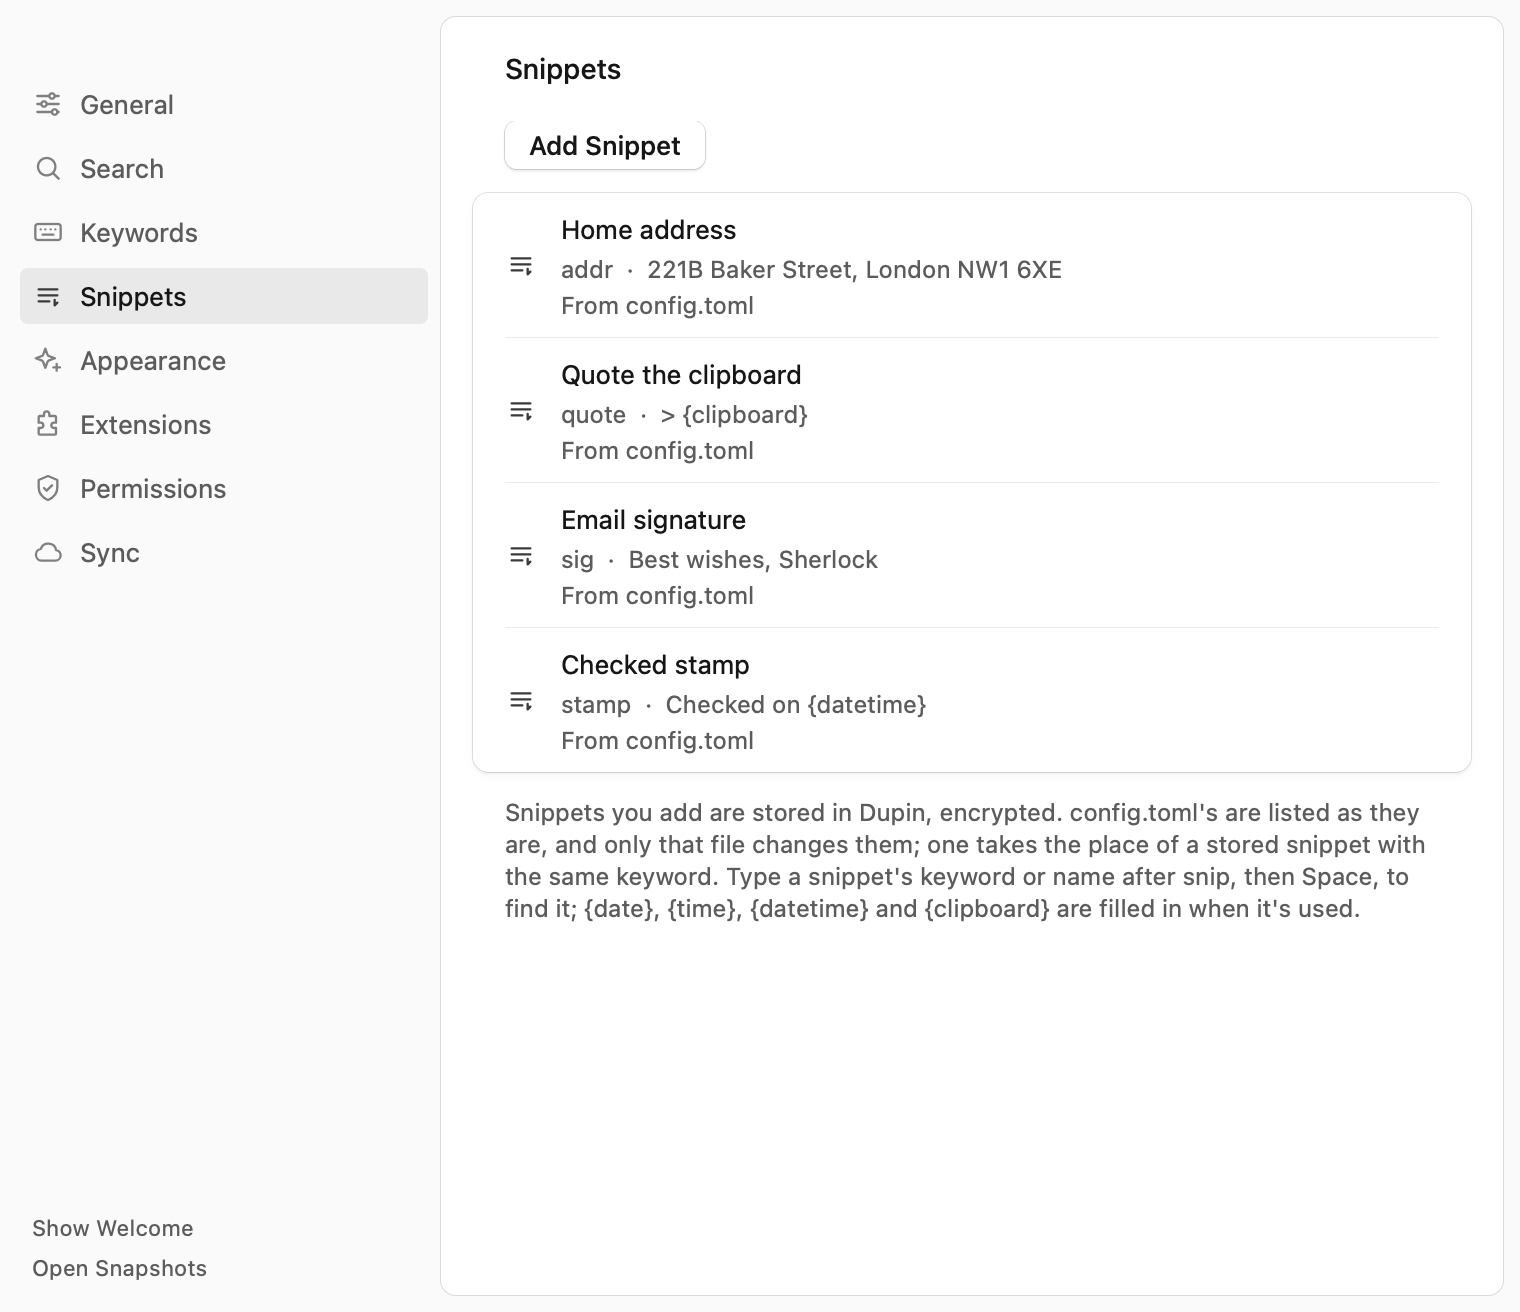 General
Search
Keywords
Snippets
Appearance
Extensions
Permissions
Sync
Show Welcome
Open Snapshots
Snippets
Add Snippet
Home address
addr · 221B Baker Street, London NW1 6XE
From config.toml
Quote the clipboard
quote · > {clipboard}
From config.toml
Email signature
sig · Best wishes, Sherlock
From config.toml
Checked stamp
stamp · Checked on {datetime}
From config.toml
Snippets you add are stored in Dupin, encrypted. config.toml's are listed as they
are, and only that file changes them; one takes the place of a stored snippet with
the same keyword. Type a snippet's keyword or name after snip, then Space, to
find it; {date}, {time}, {datetime} and {clipboard} are filled in when it's used.